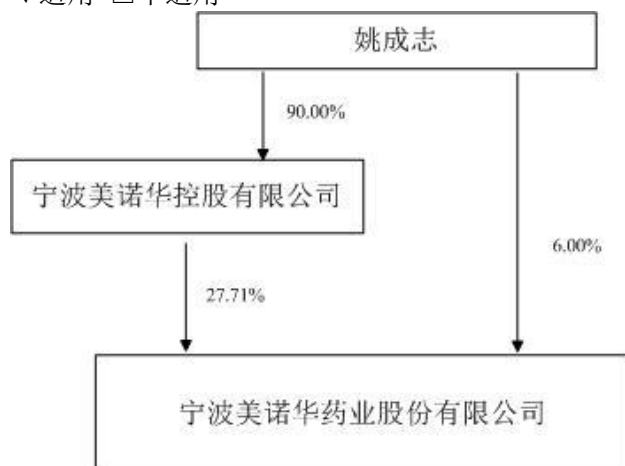 姚成志
90.00%
宁波美诺华控股有限公司
6.00%
27.71%
宁波美诺华药业股份有限公司